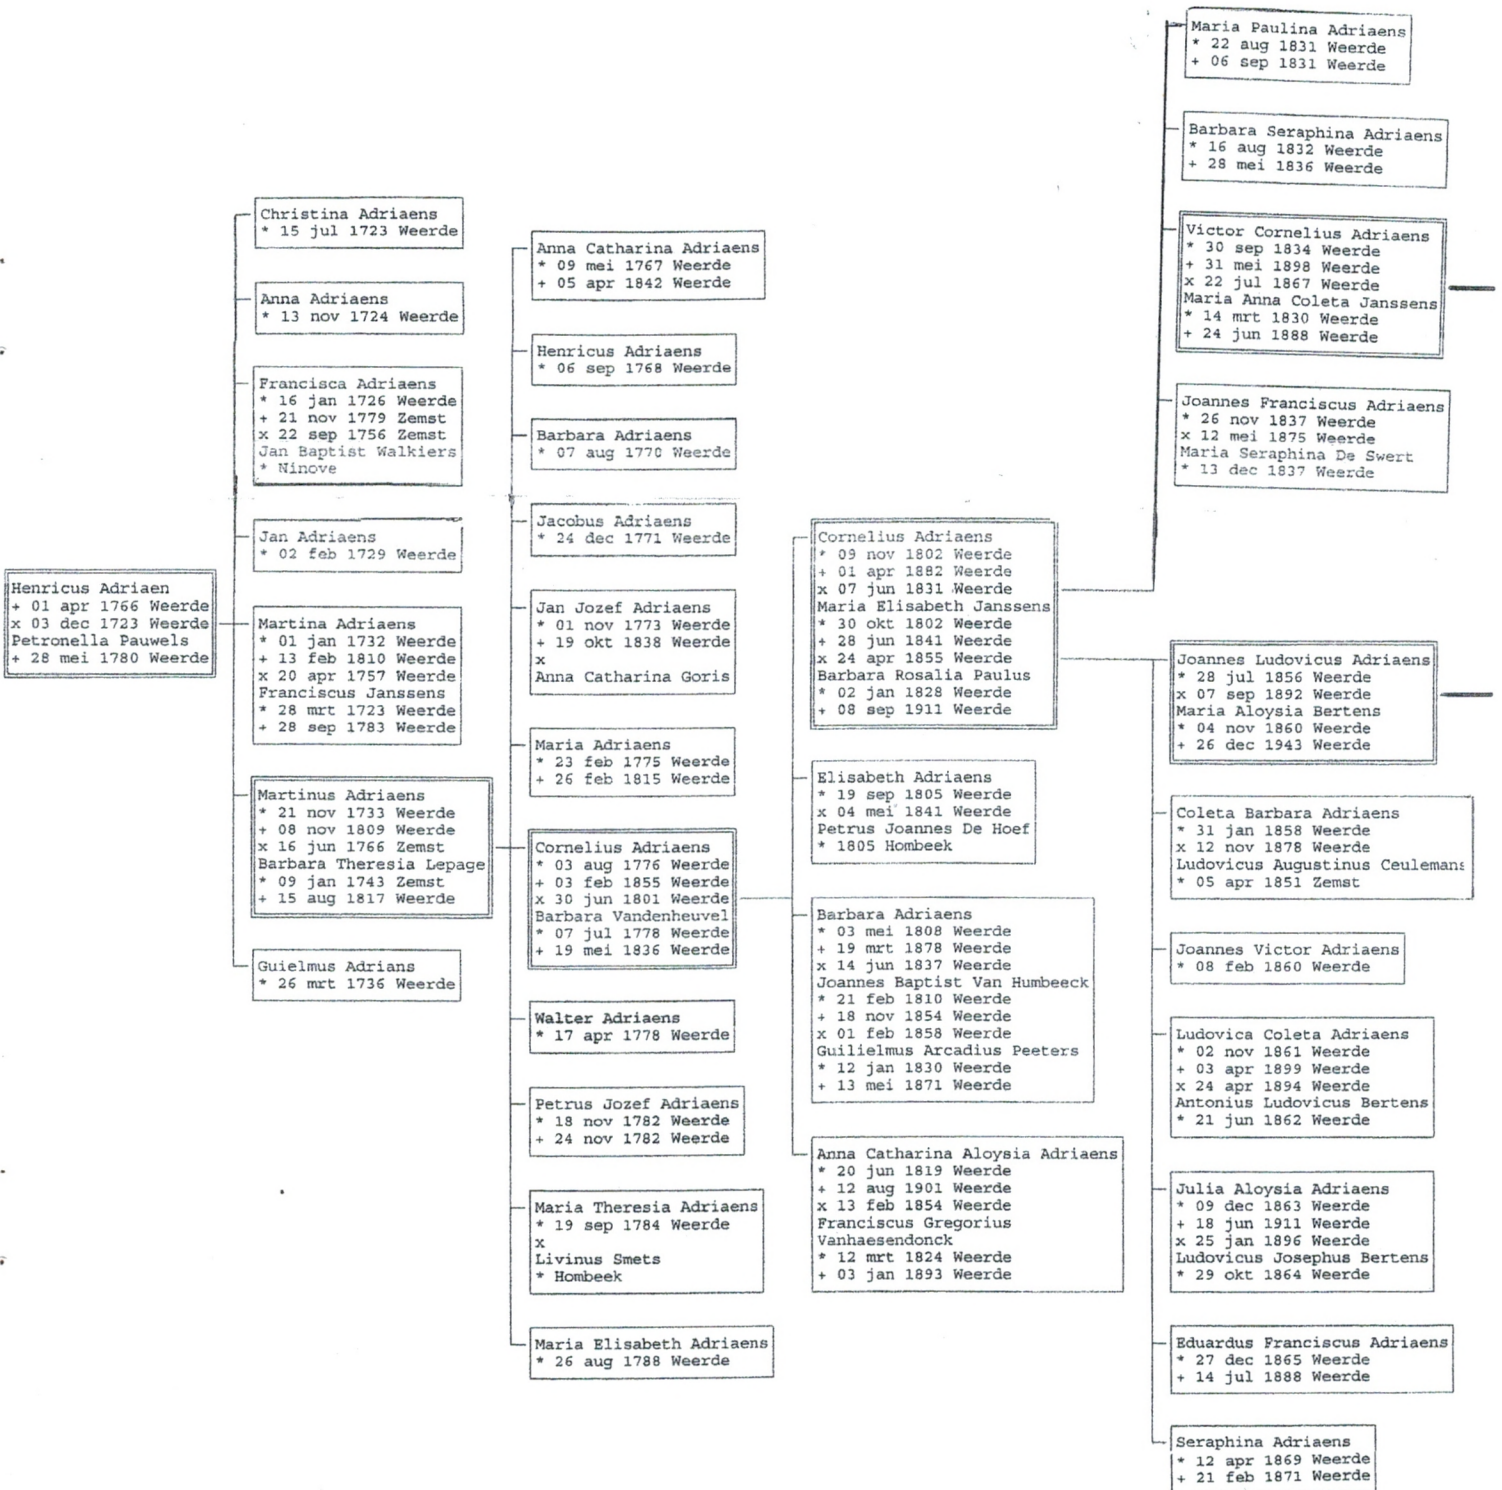 Henricus Adriaen
+ 01 apr 1766 Weerde
x 03 dec 1723 Weerde
Petronella Pauwels
+ 28 mei 1780 Weerde
Christina Adriaens
* 15 jul 1723 Weerde
Anna Adriaens
* 13 nov 1724 Weerde
Francisca Adriaens
* 16 jan 1726 Weerde
+ 21 nov 1779 Zemst
x 22 sep 1756 Zemst
Jan Baptist Walkiers
* Ninove
Jan Adriaens
* 02 feb 1729 Weerde
Martina Adriaens
* 01 jan 1732 Weerde
+ 13 feb 1810 Weerde
x 20 apr 1757 Weerde
Franciscus Janssens
* 28 mrt 1723 Weerde
+ 28 sep 1783 Weerde
Martinus Adriaens
* 21 nov 1733 Weerde
+ 08 nov 1809 Weerde
x 16 jun 1766 Zemst
Barbara Theresia Lepage
* 09 jan 1743 Zemst
+ 15 aug 1817 Weerde
Guielmus Adrians
* 26 mrt 1736 Weerde
Anna Catharina Adriaens
* 09 mei 1767 Weerde
+ 05 apr 1842 Weerde
Henricus Adriaens
* 06 sep 1768 Weerde
Barbara Adriaens
* 07 aug 1770 Weerde
Jacobus Adriaens
* 24 dec 1771 Weerde
Jan Jozef Adriaens
* 01 nov 1773 Weerde
+ 19 okt 1838 Weerde
x
Anna Catharina Goris
Maria Adriaens
* 23 feb 1775 Weerde
+ 26 feb 1815 Weerde
Cornelius Adriaens
* 03 aug 1776 Weerde
+ 03 feb 1855 Weerde
x 30 jun 1801 Weerde
Barbara Vandenheuvel
* 07 jul 1778 Weerde
+ 19 mei 1836 Weerde
Walter Adriaens
* 17 apr 1778 Weerde
Petrus Jozef Adriaens
* 18 nov 1782 Weerde
+ 24 nov 1782 Weerde
Maria Theresia Adriaens
* 19 sep 1784 Weerde
x
Livinus Smets
* Hombeek
Maria Elisabeth Adriaens
* 26 aug 1788 Weerde
Cornelius Adriaens
* 09 nov 1802 Weerde
+ 01 apr 1882 Weerde
x 07 jun 1831 Weerde
Maria Elisabeth Janssens
* 30 okt 1802 Weerde
+ 28 jun 1841 Weerde
x 24 apr 1855 Weerde
Barbara Rosalia Paulus
* 02 jan 1828 Weerde
+ 08 sep 1911 Weerde
Elisabeth Adriaens
* 19 sep 1805 Weerde
x 04 mei 1841 Weerde
Petrus Joannes De Hoef
* 1805 Hombeek
Barbara Adriaens
* 03 mei 1808 Weerde
+ 19 mrt 1878 Weerde
x 14 jun 1837 Weerde
Joannes Baptist Van Humbeeck
* 21 feb 1810 Weerde
+ 18 nov 1854 Weerde
x 01 feb 1858 Weerde
Guilielmus Arcadius Peeters
* 12 jan 1830 Weerde
+ 13 mei 1871 Weerde
Anna Catharina Aloysia Adriaens
* 20 jun 1819 Weerde
+ 12 aug 1901 Weerde
x 13 feb 1854 Weerde
Franciscus Gregorius
Vanhaesendonck
* 12 mrt 1824 Weerde
+ 03 jan 1893 Weerde
Maria Paulina Adriaens
* 22 aug 1831 Weerde
+ 06 sep 1831 Weerde
Barbara Seraphina Adriaens
* 16 aug 1832 Weerde
+ 28 mei 1836 Weerde
Victor Cornelius Adriaens
* 30 sep 1834 Weerde
+ 31 mei 1898 Weerde
x 22 jul 1867 Weerde
Maria Anna Coleta Janssens
* 14 mrt 1830 Weerde
+ 24 jun 1888 Weerde
Joannes Franciscus Adriaens
* 26 nov 1837 Weerde
x 12 mei 1875 Weerde
Maria Seraphina De Swert
* 13 dec 1837 Weerde
Joannes Ludovicus Adriaens
* 28 jul 1856 Weerde
x 07 sep 1892 Weerde
Maria Aloysia Bertens
* 04 nov 1860 Weerde
+ 26 dec 1943 Weerde
Coleta Barbara Adriaens
* 31 jan 1858 Weerde
x 12 nov 1878 Weerde
Ludovicus Augustinus Ceulemans
* 05 apr 1851 Zemst
Joannes Victor Adriaens
* 08 feb 1860 Weerde
Ludovica Coleta Adriaens
* 02 nov 1861 Weerde
+ 03 apr 1899 Weerde
x 24 apr 1894 Weerde
Antonius Ludovicus Bertens
* 21 jun 1862 Weerde
Julia Aloysia Adriaens
* 09 dec 1863 Weerde
+ 18 jun 1911 Weerde
x 25 jan 1896 Weerde
Ludovicus Josephus Bertens
* 29 okt 1864 Weerde
Eduardus Franciscus Adriaens
* 27 dec 1865 Weerde
+ 14 jul 1888 Weerde
Seraphina Adriaens
* 12 apr 1869 Weerde
+ 21 feb 1871 Weerde